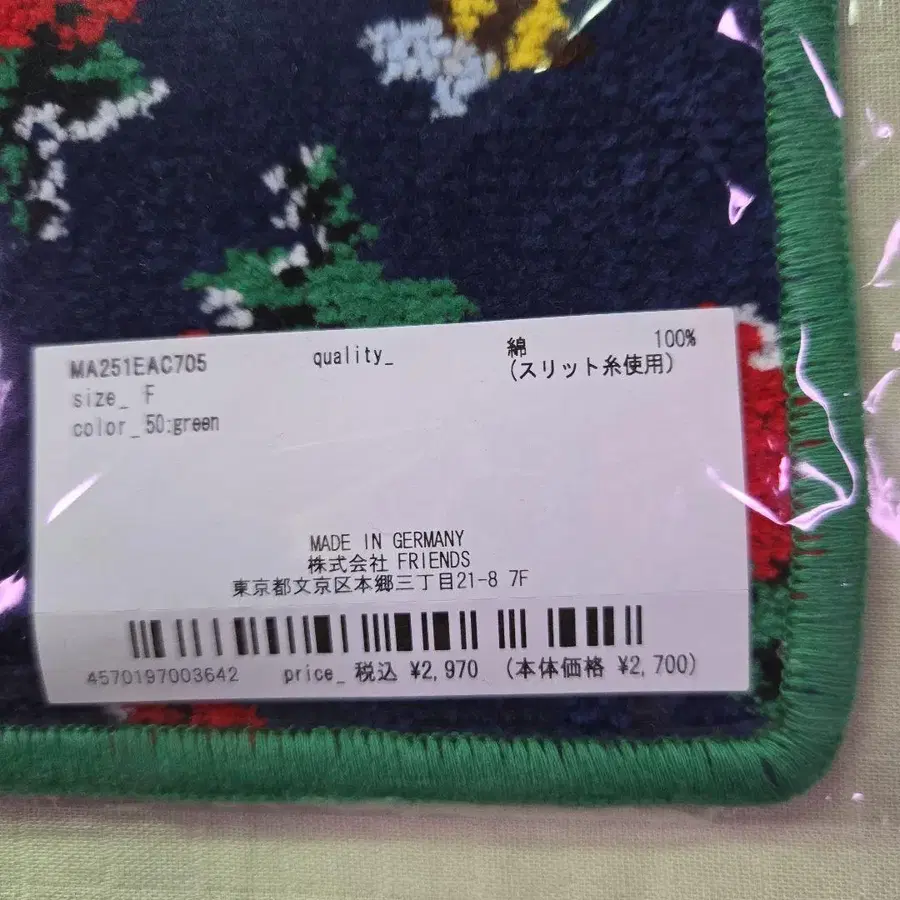 MA251EAC705 quality_ 綿 100%
size_ F (スリット糸使用)
color_ 50:green
MADE IN GERMANY
株式会社 FRIENDS
東京都文京区本郷三丁目21-8 7F
4570197003642 price_ 税込 ¥2,970 (本体価格 ¥2,700)